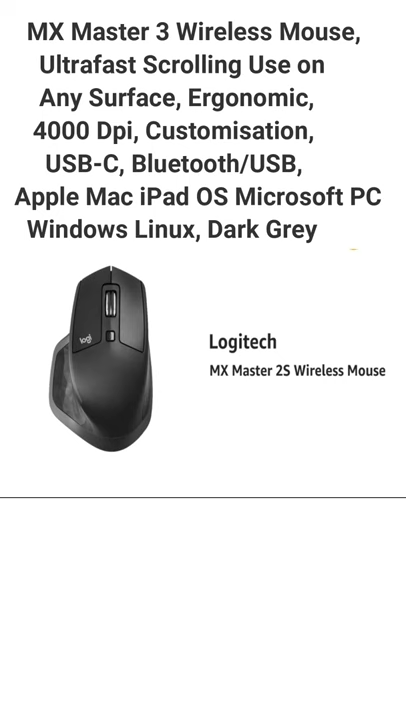 MX Master 3 Wireless Mouse,
Ultrafast Scrolling Use on
Any Surface, Ergonomic,
4000 Dpi, Customisation,
USB-C, Bluetooth/USB,
Apple Mac iPad OS Microsoft PC
Windows Linux, Dark Grey
logi
Logitech
MX Master 2S Wireless Mouse